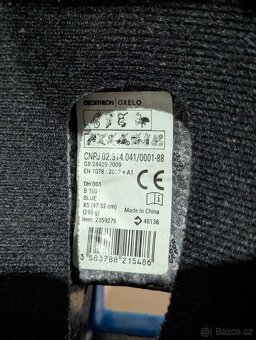 DECATHLON | OXELO
CNPJ 02.314.041/0001-88
GB 24429-2009
EN 1078 : 2012 + A1
CE
DH 001
B 100
BLUE
XS (47-52 cm)
(295 g)
Item: 2359276
Made in China
48136
3 583788 215486
sbazar.cz